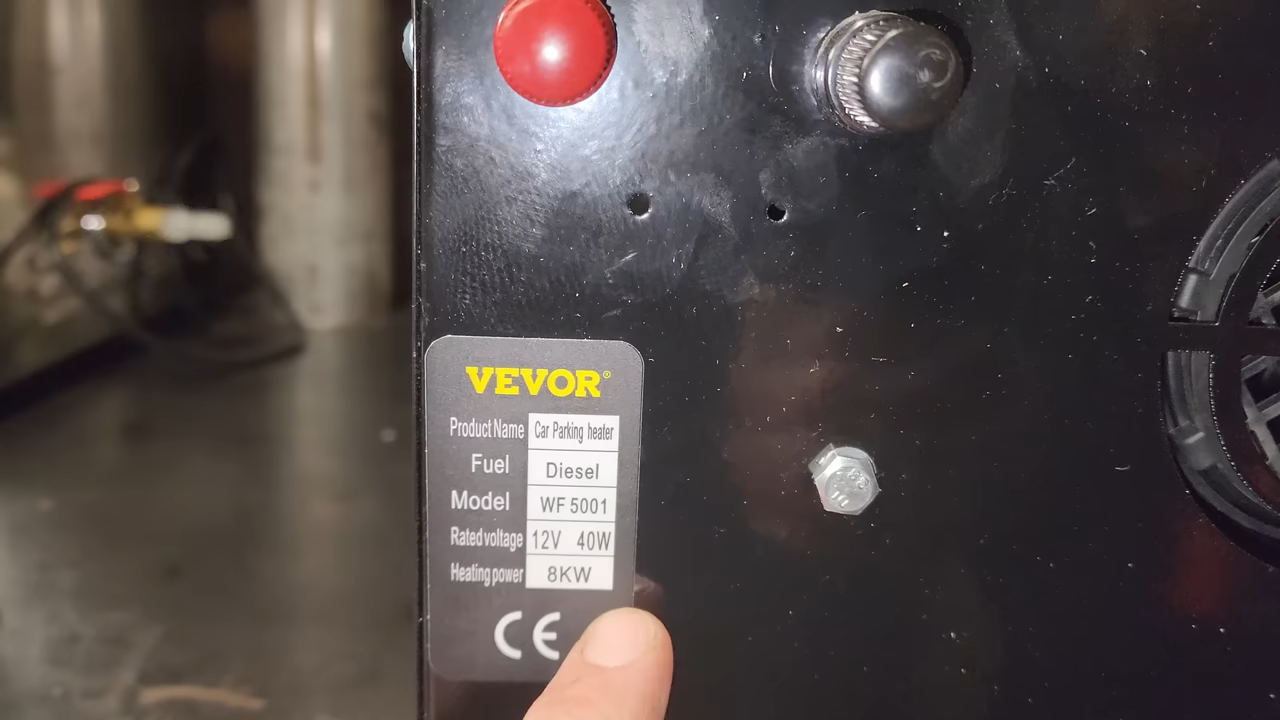 VEVOR®
Product Name Car Parking heater
Fuel Diesel
Model WF 5001
Rated voltage 12V 40W
Heating power 8KW
CE